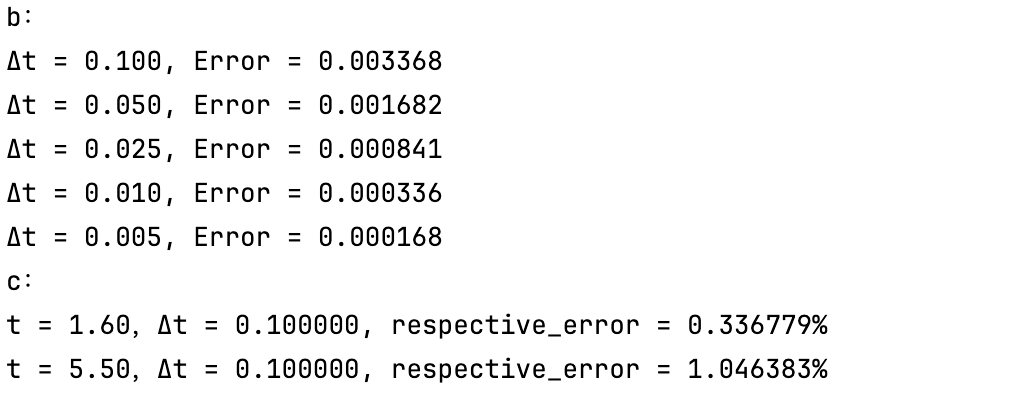 b:
Δt = 0.100, Error = 0.003368
Δt = 0.050, Error = 0.001682
Δt = 0.025, Error = 0.000841
Δt = 0.010, Error = 0.000336
Δt = 0.005, Error = 0.000168
c:
t = 1.60, Δt = 0.100000, respective_error = 0.336779%
t = 5.50, Δt = 0.100000, respective_error = 1.046383%